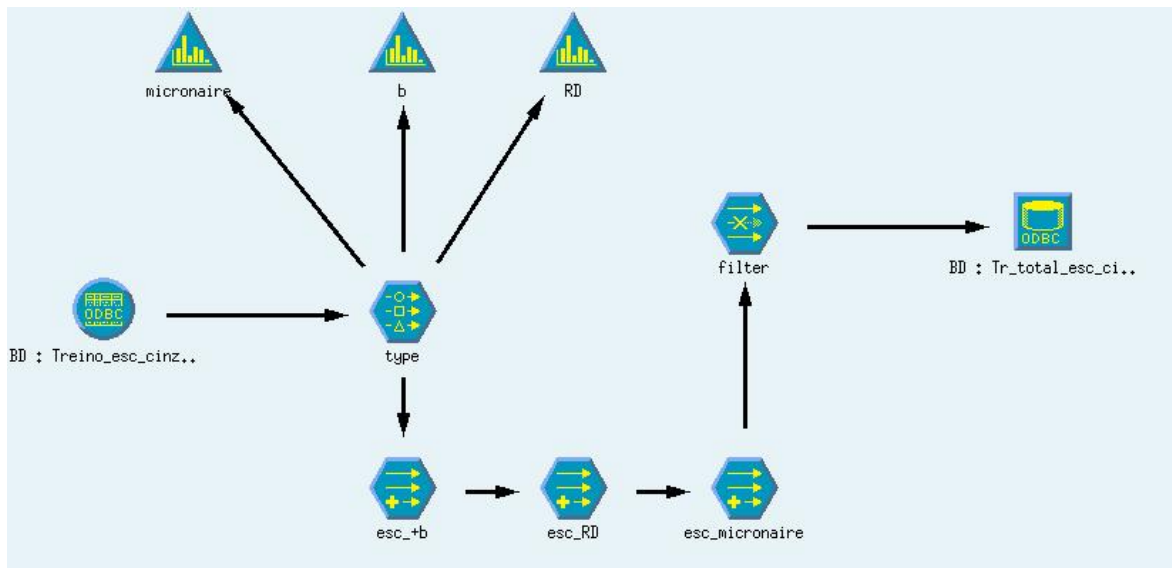 micronaire b RD
filter BD : Tr_total_esc_ci..
ODBC
ODBC
BD : Treino_esc_cinz.. type
esc_+b esc_RD esc_micronaire